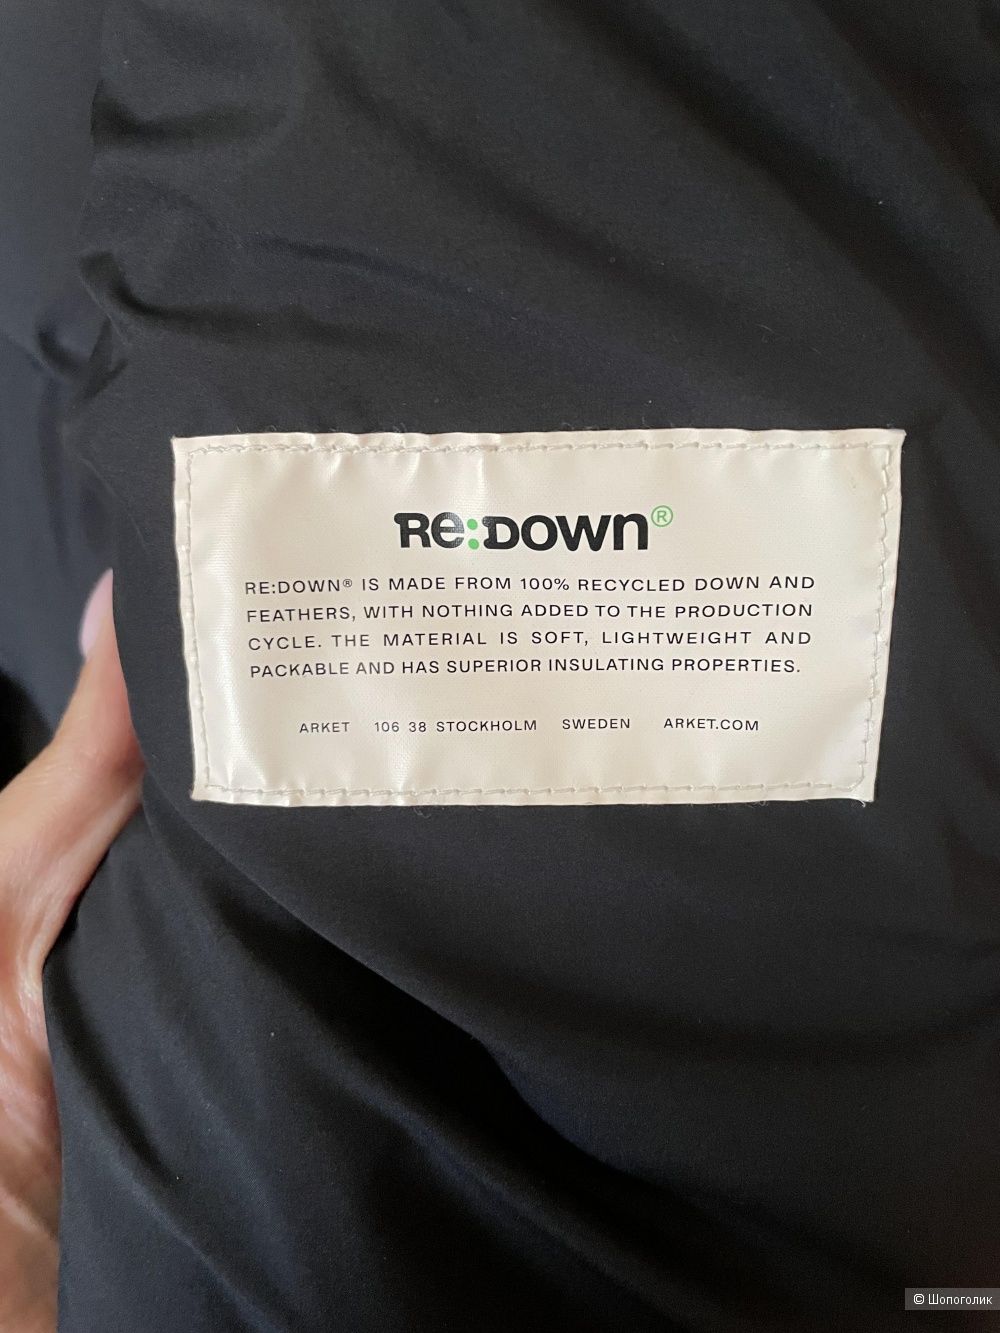 Re:DOWN®
RE:DOWN® IS MADE FROM 100% RECYCLED DOWN AND
FEATHERS, WITH NOTHING ADDED TO THE PRODUCTION
CYCLE. THE MATERIAL IS SOFT, LIGHTWEIGHT AND
PACKABLE AND HAS SUPERIOR INSULATING PROPERTIES.
ARKET 106 38 STOCKHOLM SWEDEN ARKET.COM
© Шопоголик